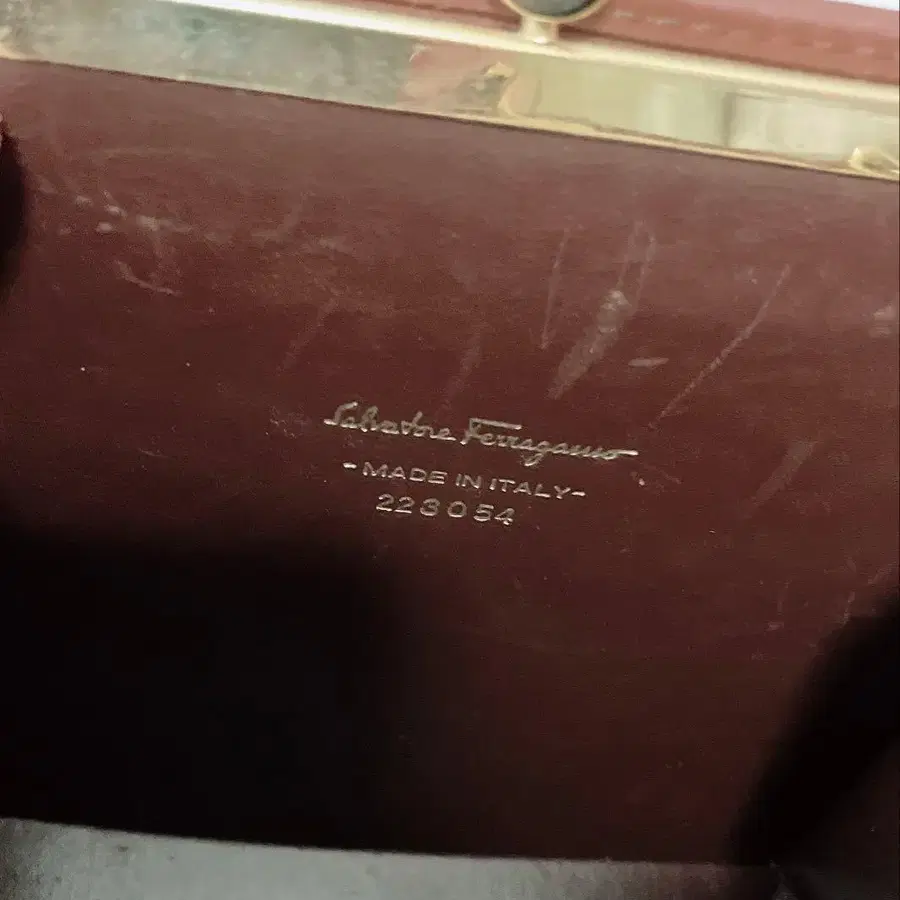 Salvatore Ferragamo
-MADE IN ITALY-
223054